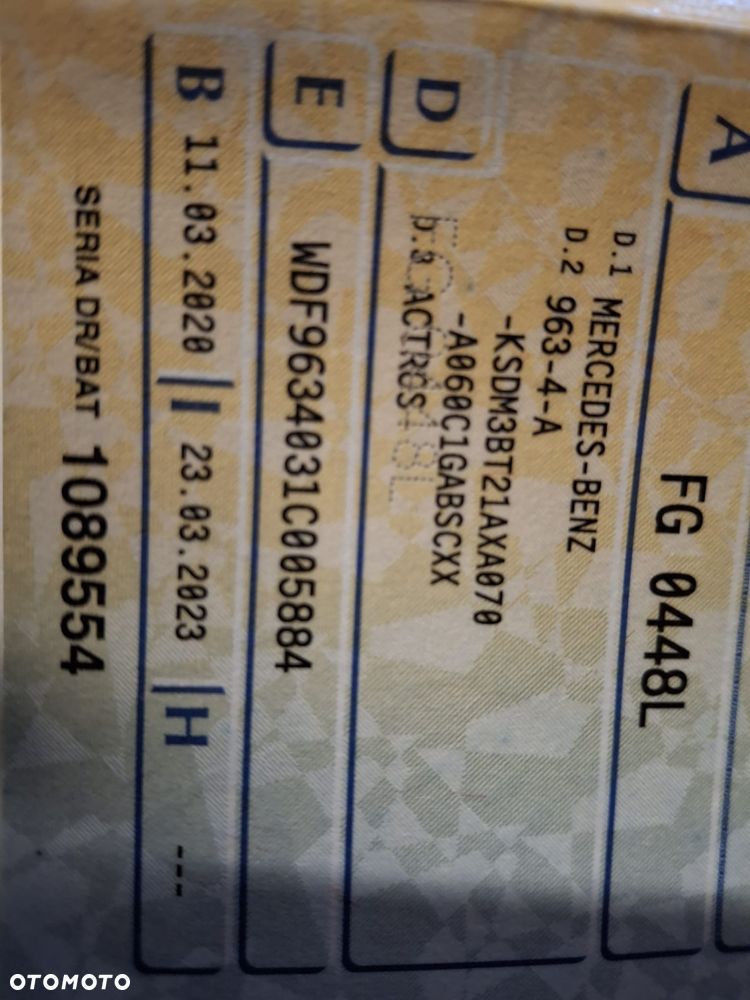 A
FG 0448L
D
D.1 MERCEDES-BENZ
D.2 963-4-A
-KSDM3BT21AXA070
-A060C1GABSCXX
D.3 ACTROS
E
WDF9634031C005884
B 11.03.2020 I 23.03.2023 H ---
SERIA DR/BAT 1089554
OTOMOTO